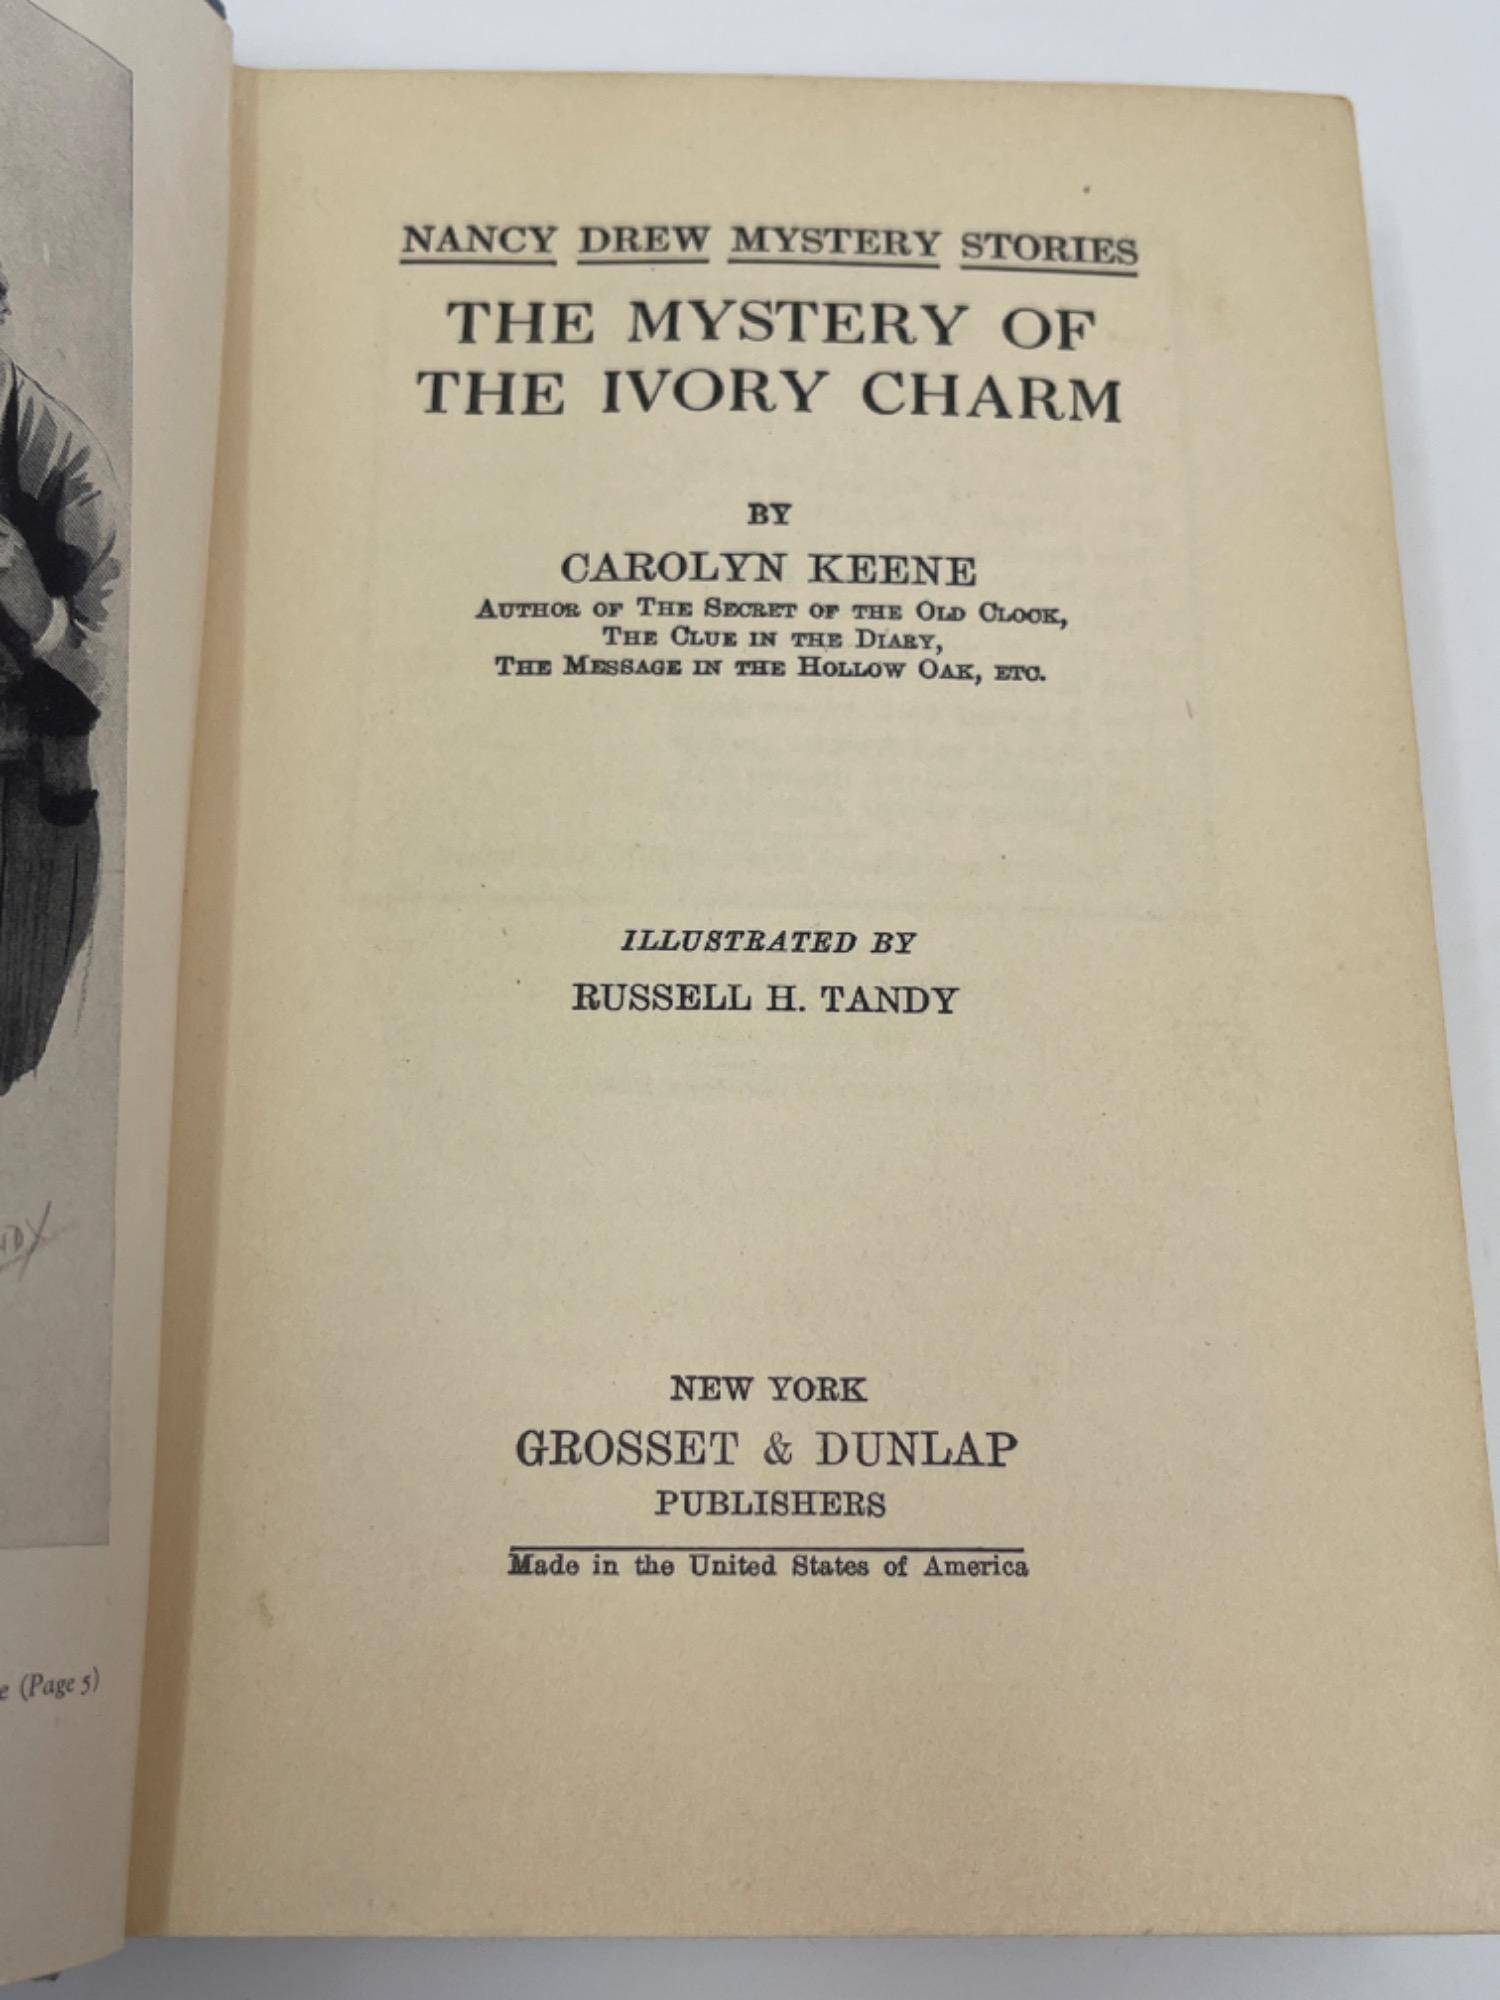 NANCY DREW MYSTERY STORIES
THE MYSTERY OF
THE IVORY CHARM
BY
CAROLYN KEENE
AUTHOR OF THE SECRET OF THE OLD CLOCK,
THE CLUE IN THE DIARY,
THE MESSAGE IN THE HOLLOW OAK, ETC.
ILLUSTRATED BY
RUSSELL H. TANDY
NEW YORK
GROSSET & DUNLAP
PUBLISHERS
Made in the United States of America
(Page 5)